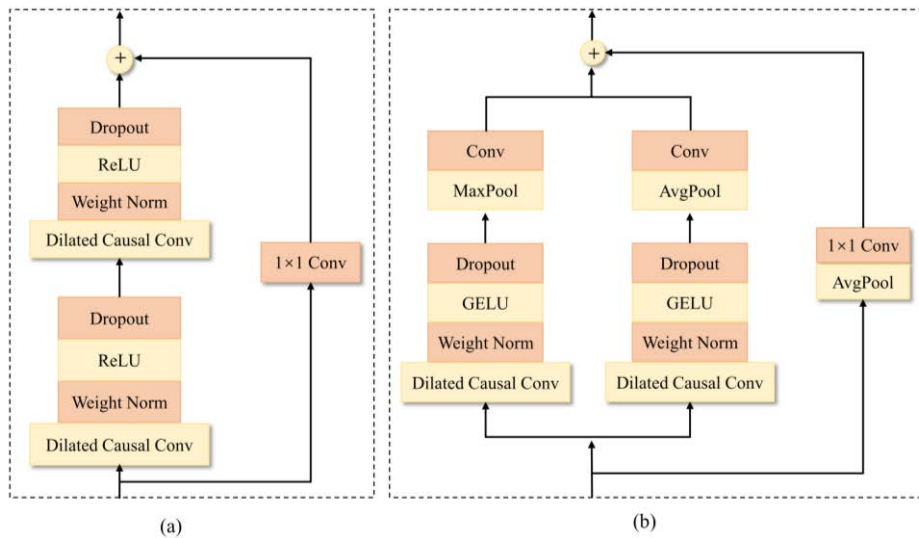 +
Dropout
ReLU
Weight Norm
Dilated Causal Conv
1×1 Conv
Dropout
ReLU
Weight Norm
Dilated Causal Conv
(a)
+
Conv
MaxPool
Conv
AvgPool
Dropout
GELU
Weight Norm
Dilated Causal Conv
Dropout
GELU
Weight Norm
Dilated Causal Conv
1×1 Conv
AvgPool
(b)